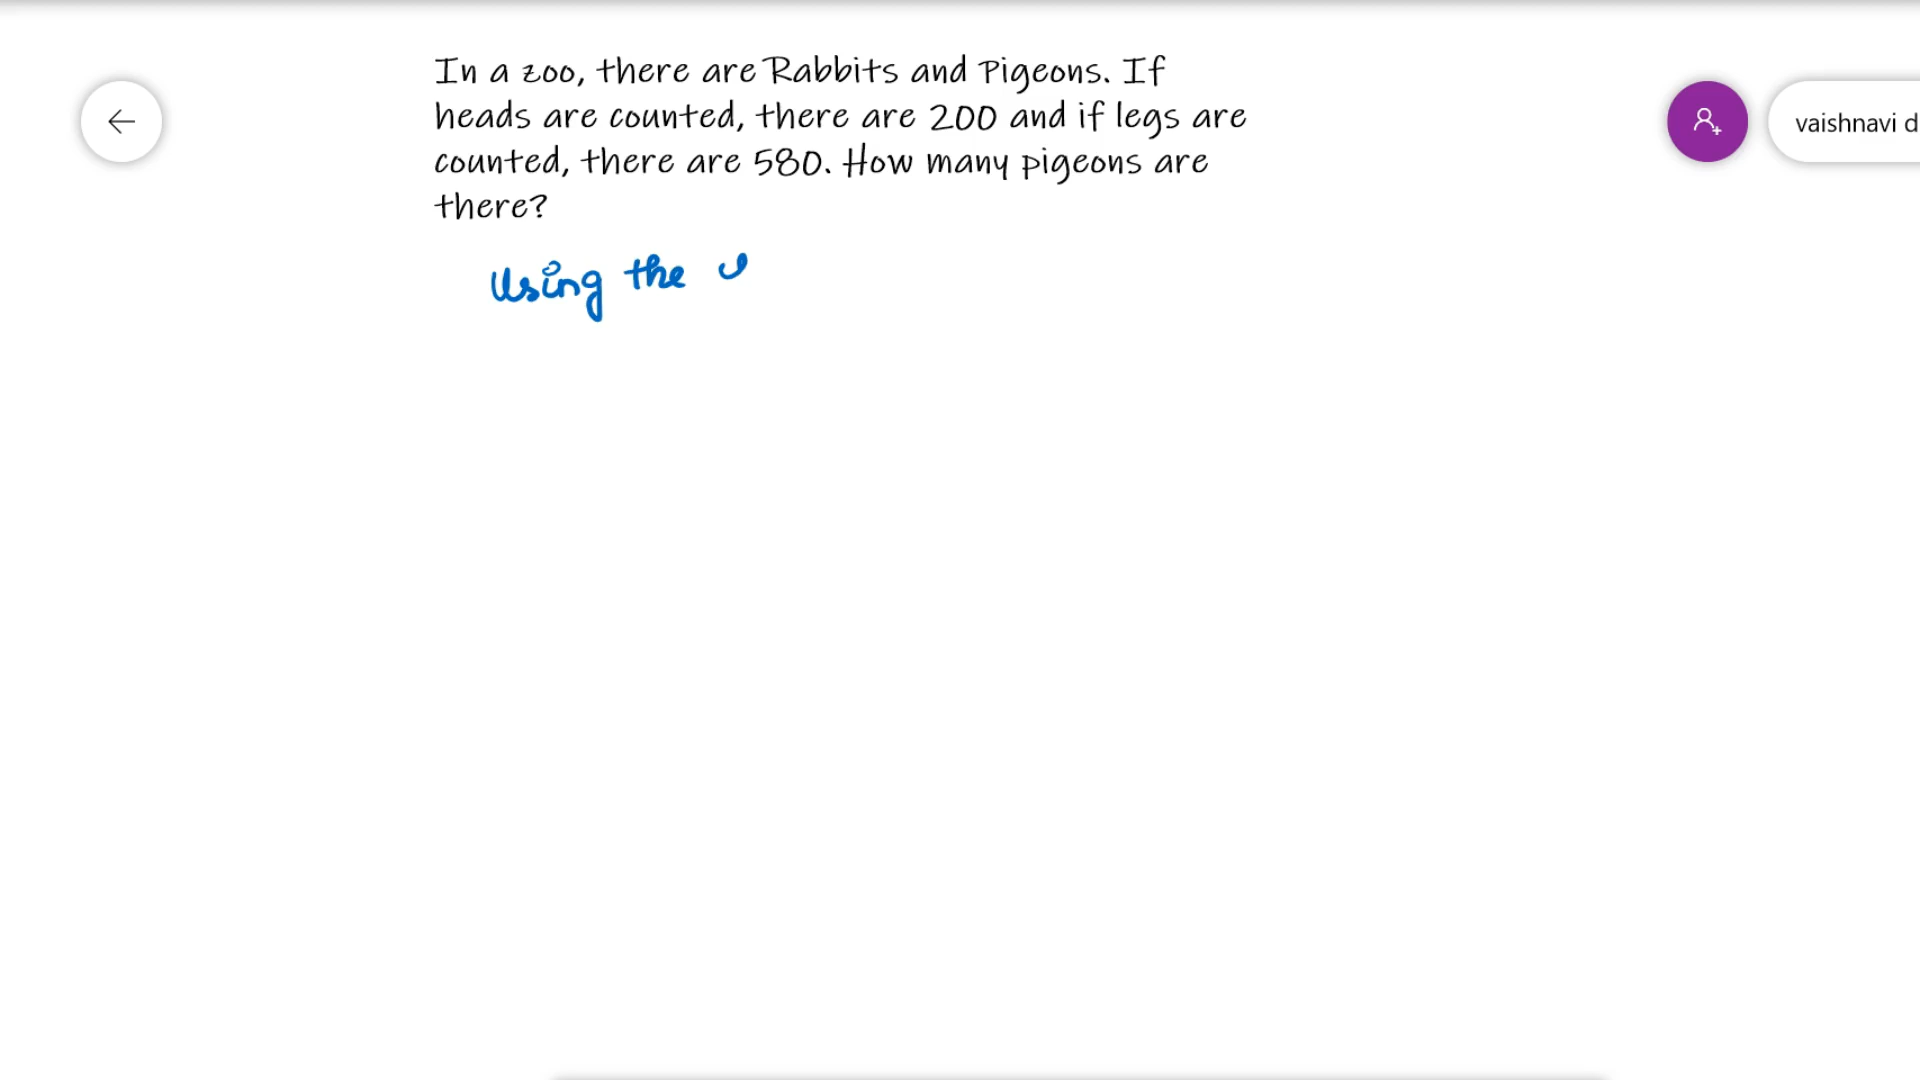 In a zoo, there are Rabbits and Pigeons. If
heads are counted, there are 200 and if legs are
counted, there are 580. How many pigeons are
there?
Using the
vaishnavi d